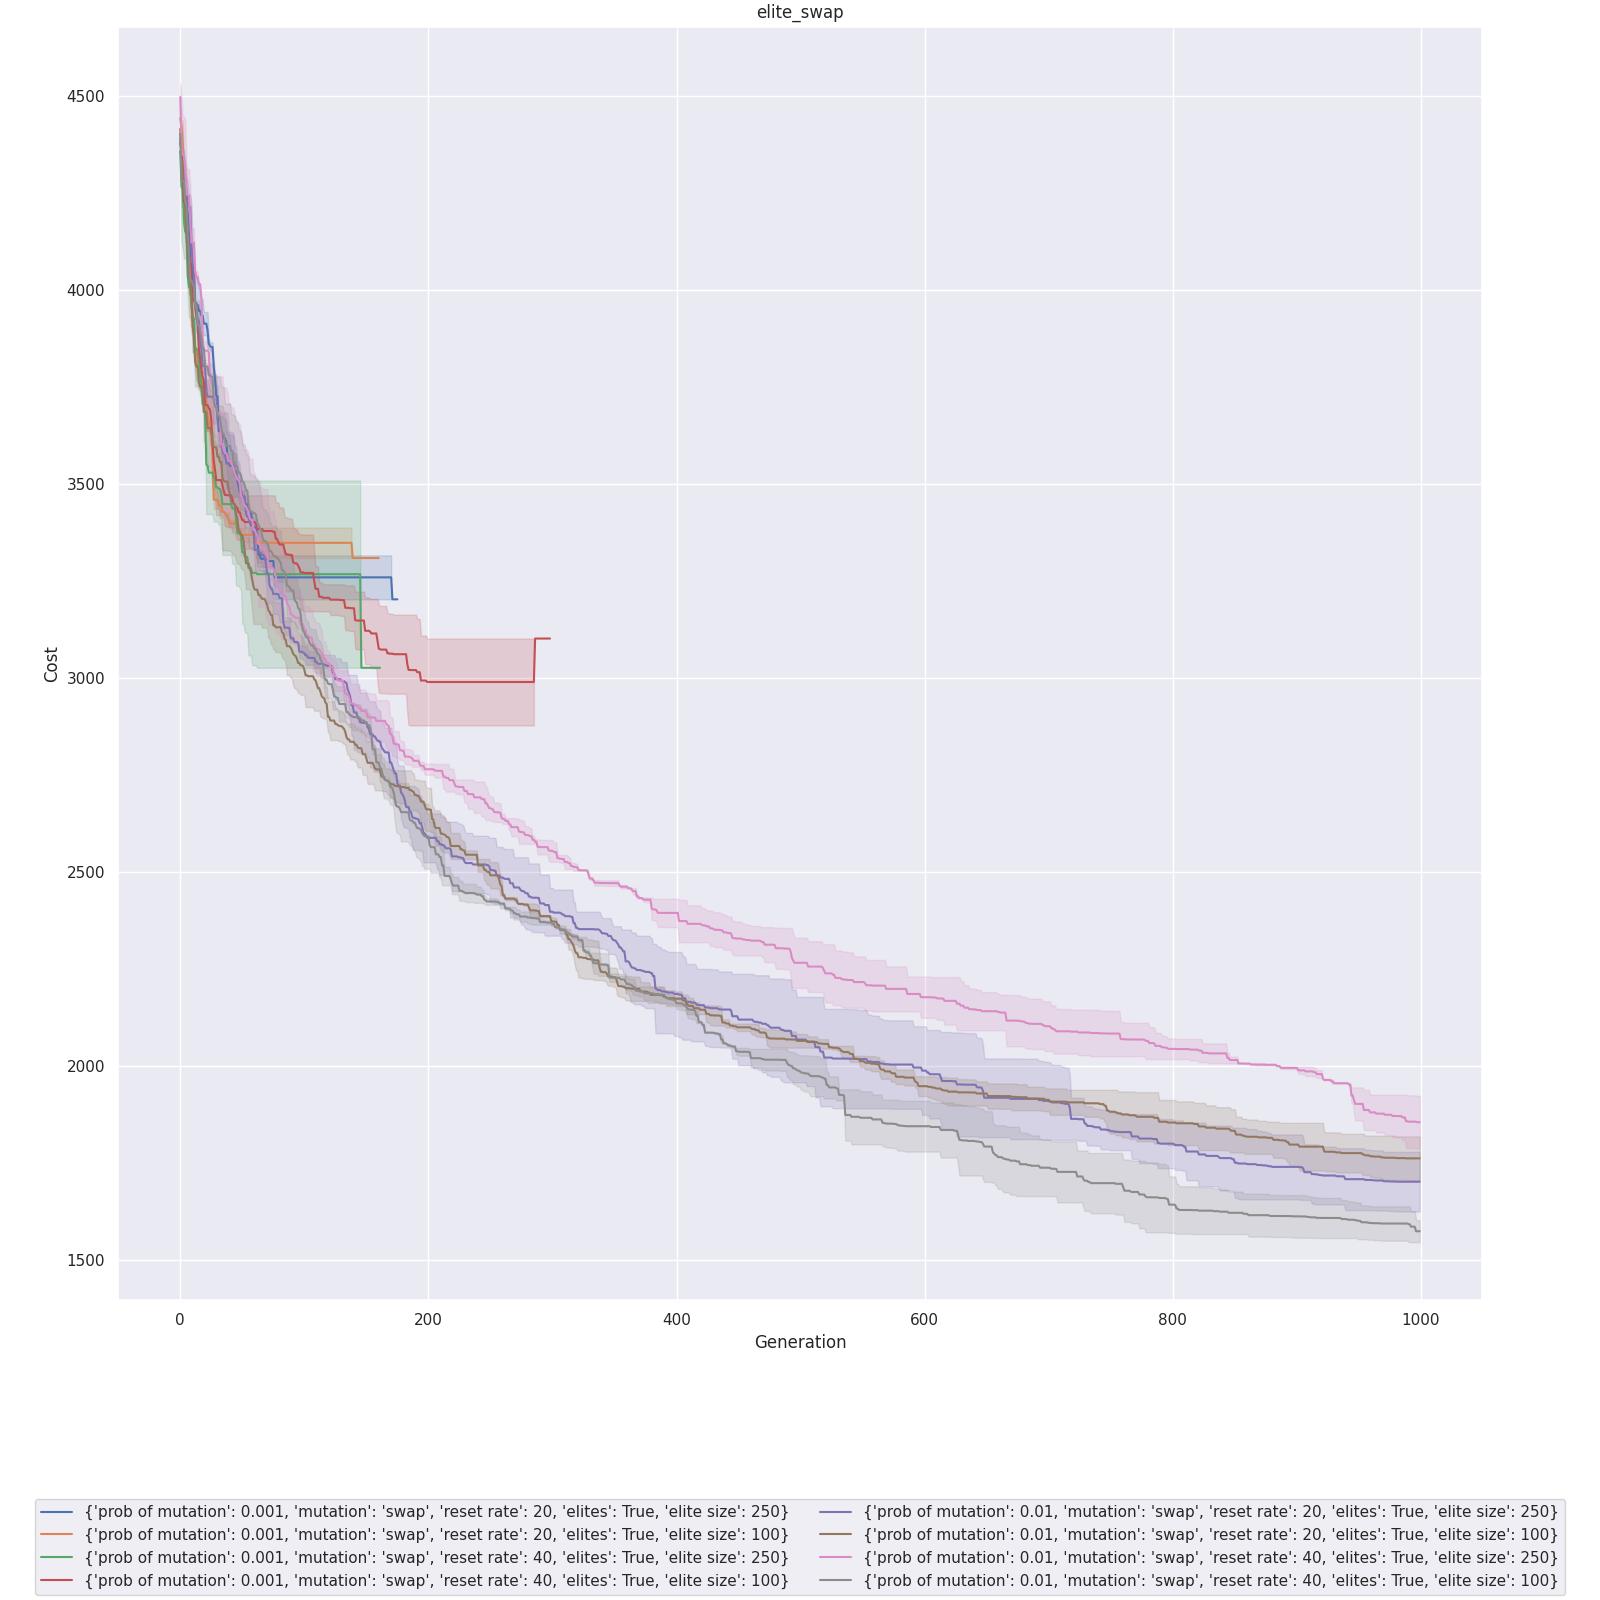 elite_swap
4500
4000
3500
3000
2500
2000
1500
Cost
0 200 400 600 800 1000
Generation
{'prob of mutation': 0.001, 'mutation': 'swap', 'reset rate': 20, 'elites': True, 'elite size': 250}
{'prob of mutation': 0.001, 'mutation': 'swap', 'reset rate': 20, 'elites': True, 'elite size': 100}
{'prob of mutation': 0.001, 'mutation': 'swap', 'reset rate': 40, 'elites': True, 'elite size': 250}
{'prob of mutation': 0.001, 'mutation': 'swap', 'reset rate': 40, 'elites': True, 'elite size': 100}
{'prob of mutation': 0.01, 'mutation': 'swap', 'reset rate': 20, 'elites': True, 'elite size': 250}
{'prob of mutation': 0.01, 'mutation': 'swap', 'reset rate': 20, 'elites': True, 'elite size': 100}
{'prob of mutation': 0.01, 'mutation': 'swap', 'reset rate': 40, 'elites': True, 'elite size': 250}
{'prob of mutation': 0.01, 'mutation': 'swap', 'reset rate': 40, 'elites': True, 'elite size': 100}